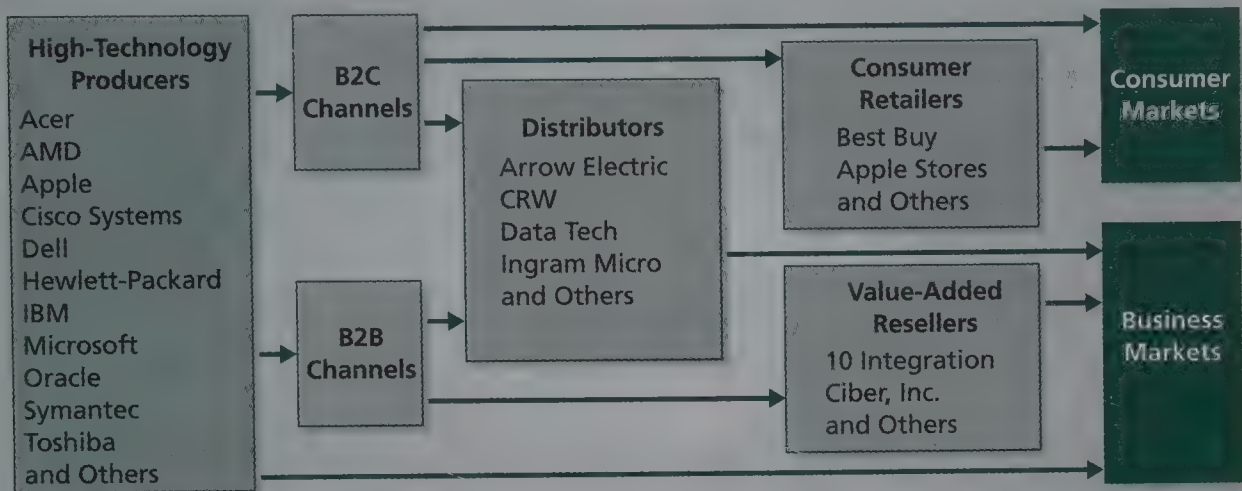 High-Technology
Producers
Acer
AMD
Apple
Cisco Systems
Dell
Hewlett-Packard
IBM
Microsoft
Oracle
Symantec
Toshiba
and Others
B2C
Channels
B2B
Channels
Distributors
Arrow Electric
CRW
Data Tech
Ingram Micro
and Others
Consumer
Retailers
Best Buy
Apple Stores
and Others
Value-Added
Resellers
10 Integration
Ciber, Inc.
and Others
Consumer
Markets
Business
Markets